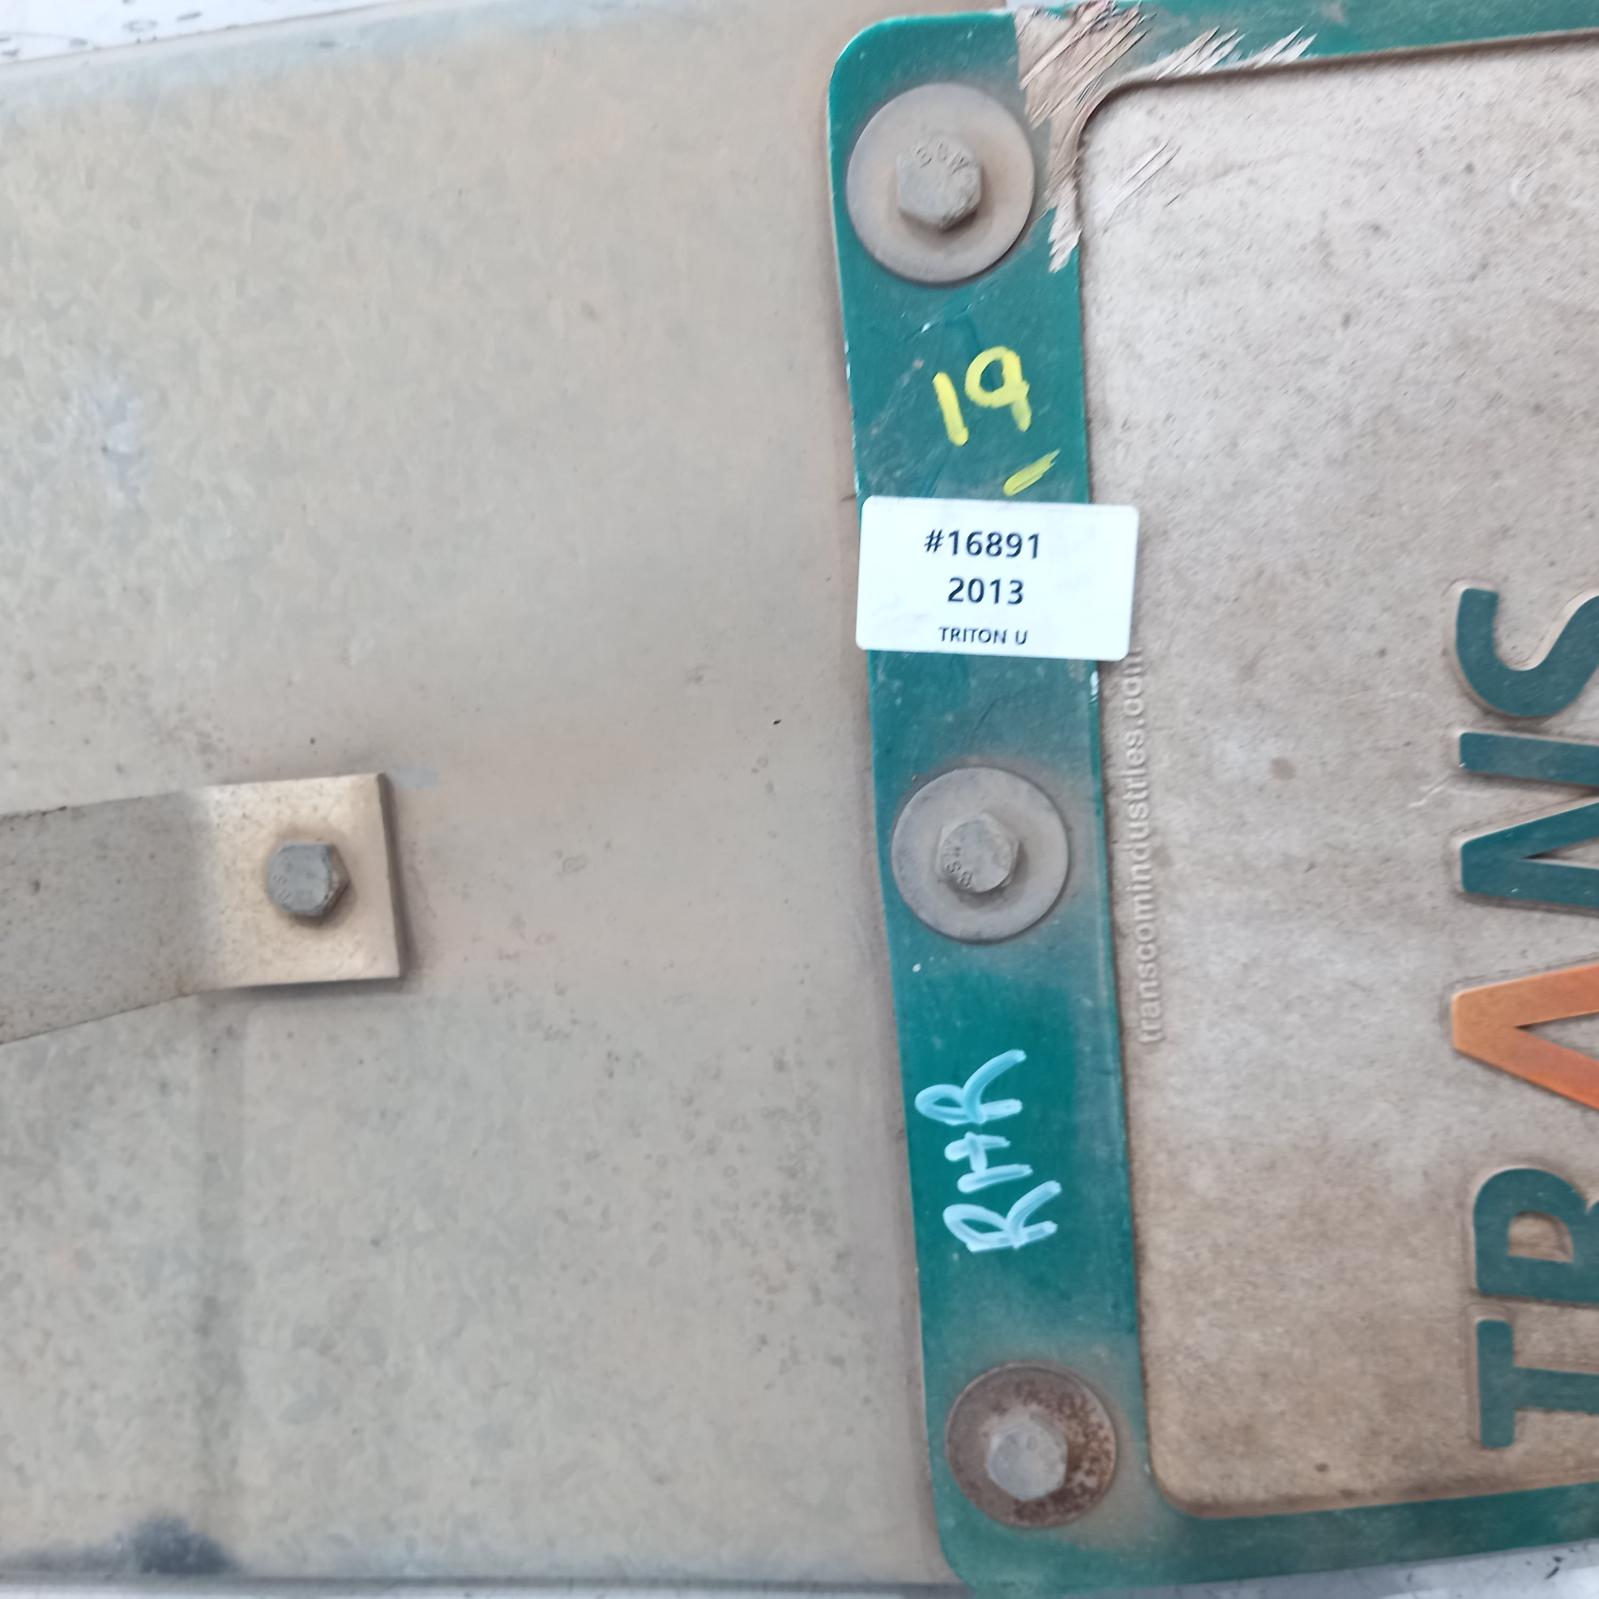 19
#16891
2013
TRITON U
transcomindustries.com
RHR
TRANS